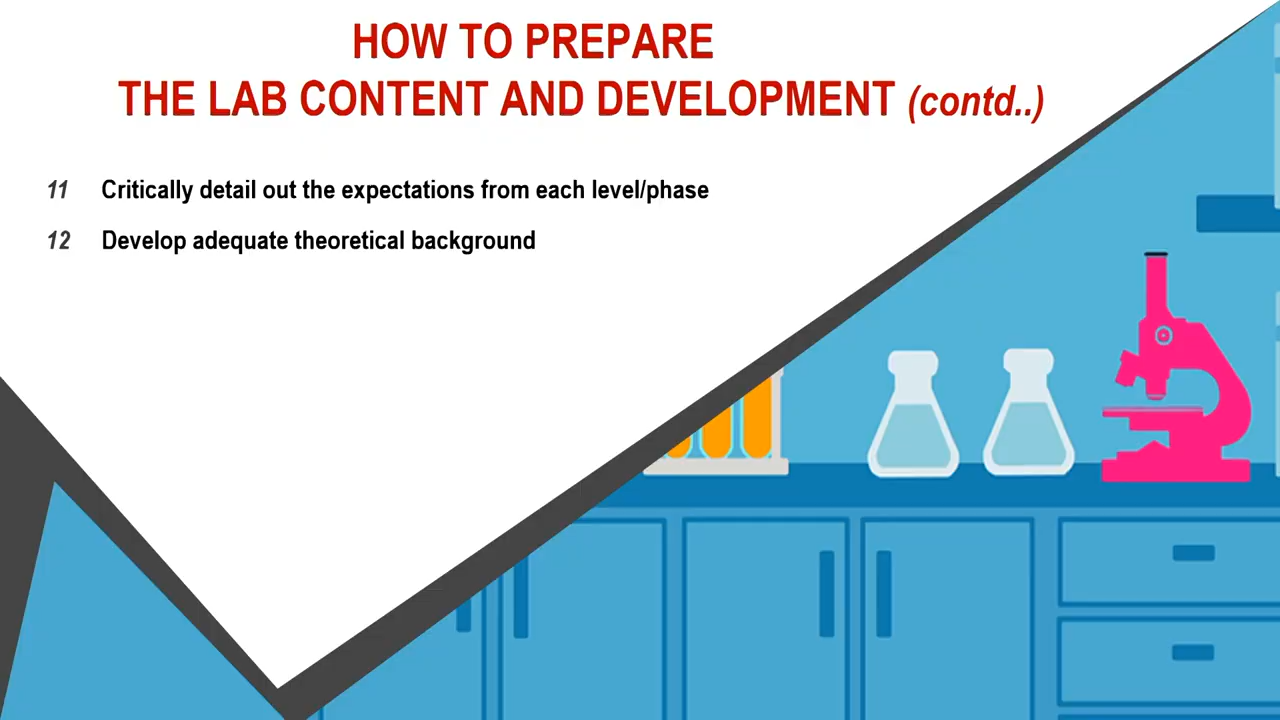 HOW TO PREPARE
THE LAB CONTENT AND DEVELOPMENT (contd..)
11 Critically detail out the expectations from each level/phase
12 Develop adequate theoretical background